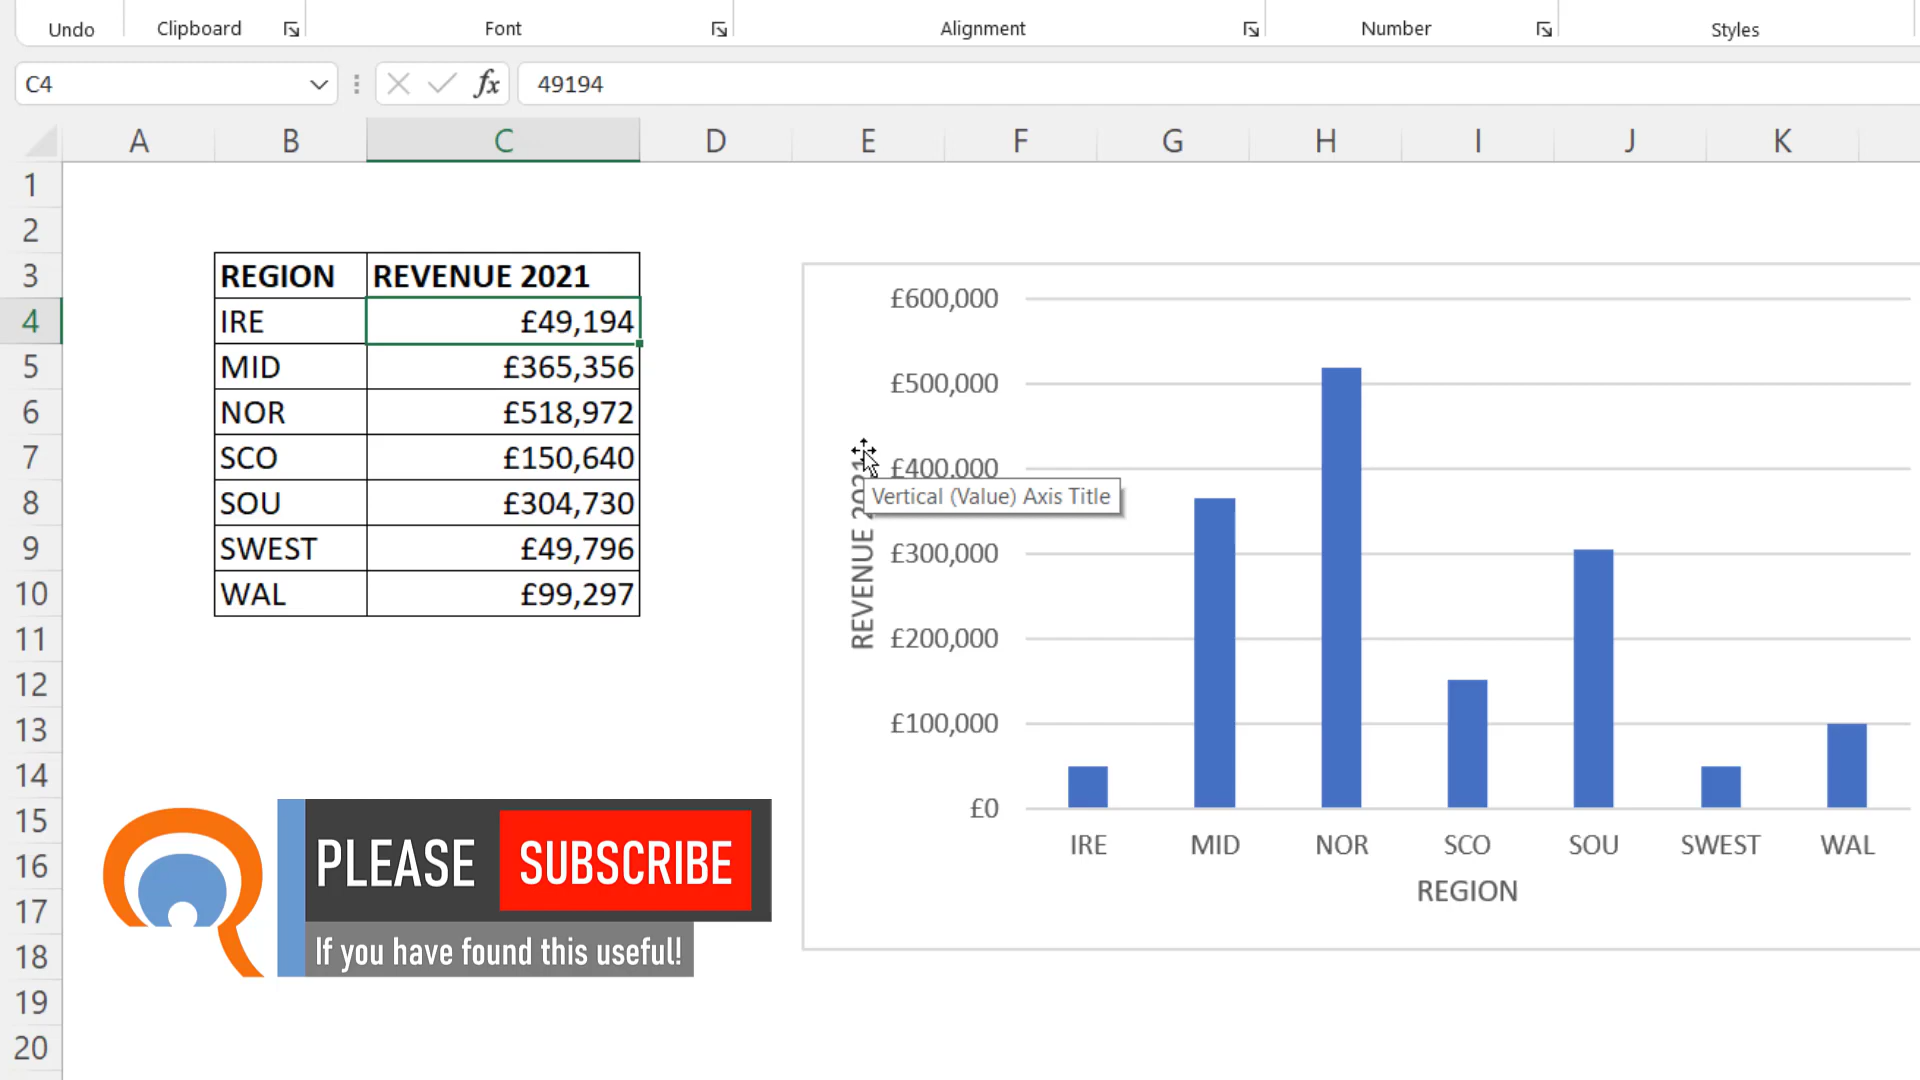 Undo Clipboard Font Alignment Number Styles
C4 fx 49194
A B C D E F G H I J K
1
2
3 REGION REVENUE 2021
4 IRE £49,194
5 MID £365,356
6 NOR £518,972
7 SCO £150,640
8 SOU £304,730
9 SWEST £49,796
10 WAL £99,297
11
12
13
14
15
16
17
18
19
20
£600,000
£500,000
£400,000
Vertical (Value) Axis Title
£300,000
£200,000
£100,000
£0
REVENUE 2021
IRE MID NOR SCO SOU SWEST WAL
REGION
PLEASE SUBSCRIBE
If you have found this useful!